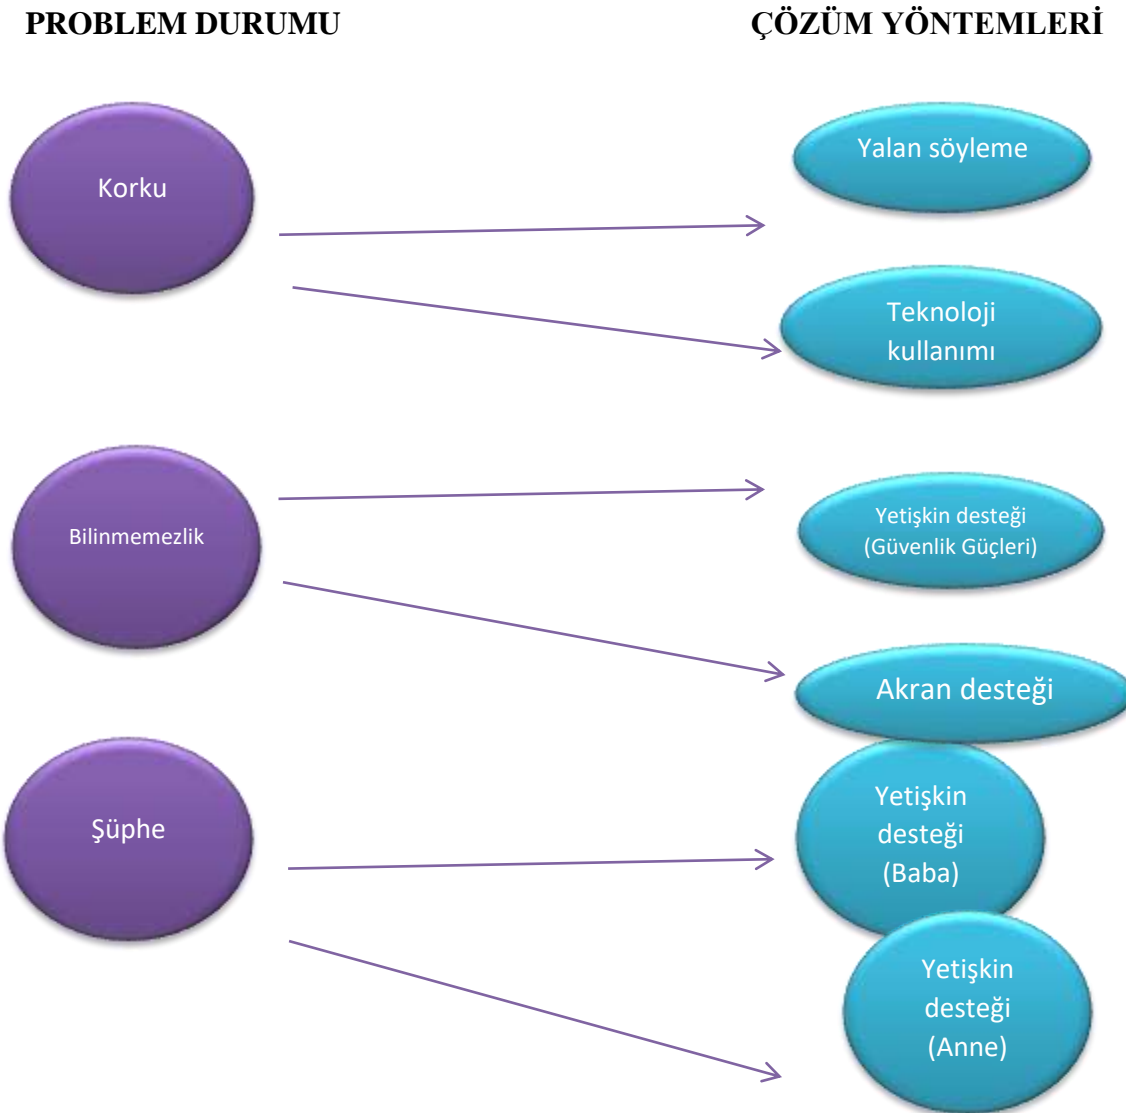 PROBLEM DURUMU
ÇÖZÜM YÖNTEMLERİ
Korku
Yalan söyleme
Teknoloji
kullanımı
Bilinmemezlik
Yetişkin desteği
(Güvenlik Güçleri)
Akran desteği
Şüphe
Yetişkin
desteği
(Baba)
Yetişkin
desteği
(Anne)